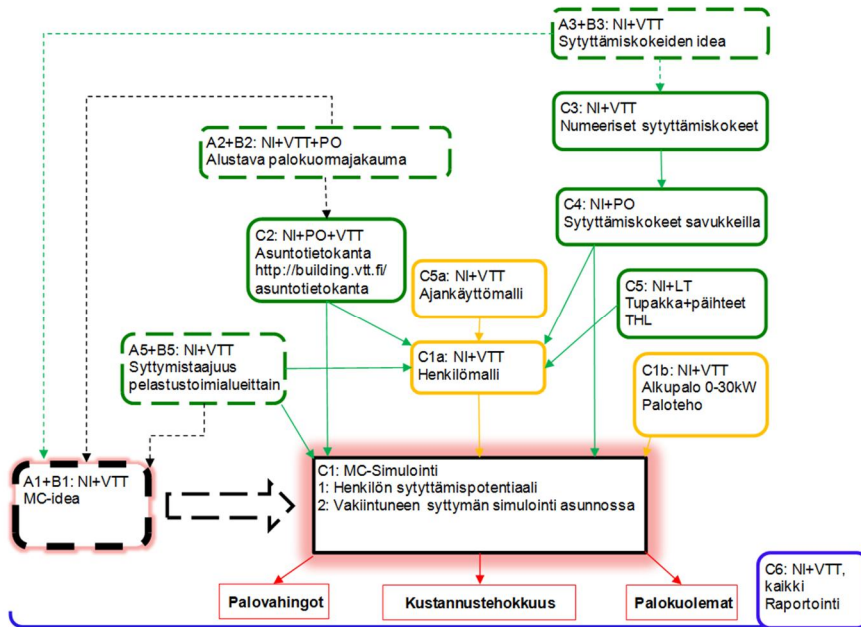 A3+B3: NI+VTT
Sytyttämiskokeiden idea
C3: NI+VTT
Numeeriset sytyttämiskokeet
A2+B2: NI+VTT+PO
Alustava palokuormajakauma
C4: NI+PO
Sytyttämiskokeet savukkeilla
C2: NI+PO+VTT
Asuntotietokanta
http://building.vtt.fi/
asuntotietokanta
C5a: NI+VTT
Ajankäyttömalli
C5: NI+LT
Tupakka+päihteet
THL
A5+B5: NI+VTT
Syttymistaajuus
pelastustoimialueittain
C1a: NI+VTT
Henkilömalli
C1b: NI+VTT
Alkupalo 0-30kW
Paloteho
A1+B1: NI+VTT
MC-idea
C1: MC-Simulointi
1: Henkilön sytyttämispotentiaali
2: Vakiintuneen syttymän simulointi asunnossa
C6: NI+VTT,
kaikki
Raportointi
Palovahingot
Kustannustehokkuus
Palokuolemat